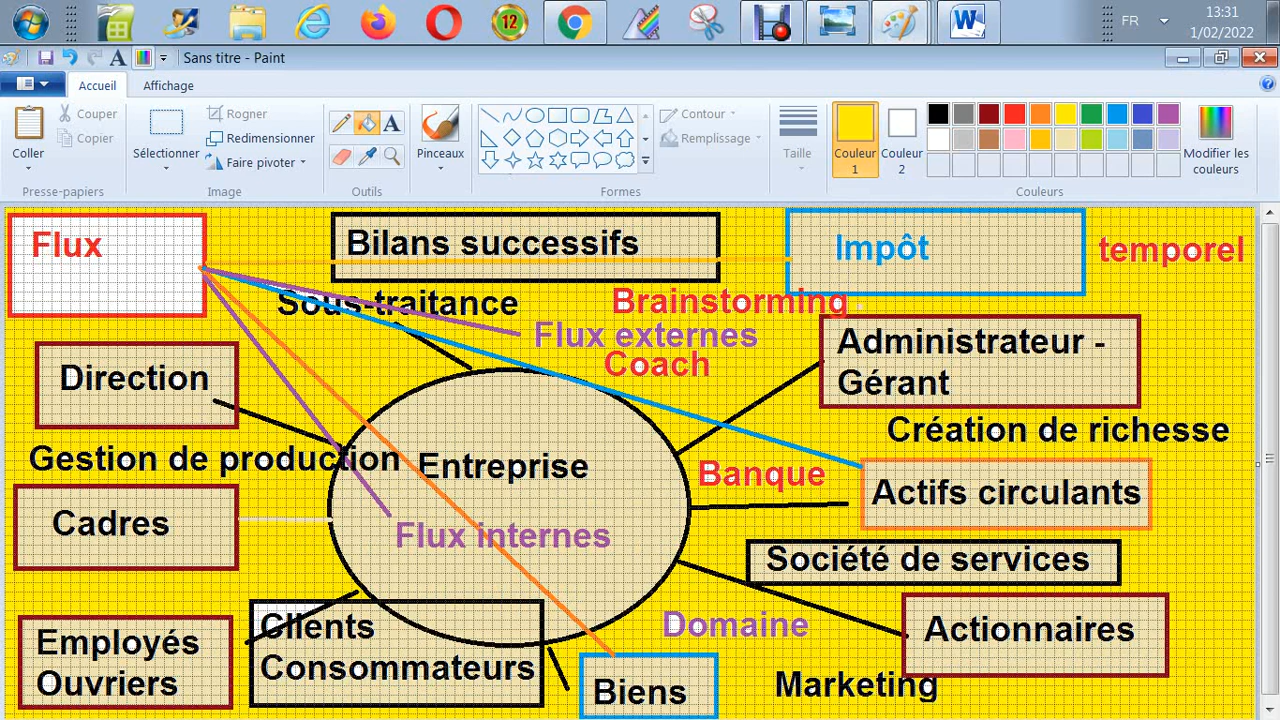 12
FR
13:31
1/02/2022
Sans titre - Paint
Accueil
Affichage
Coller
Couper
Copier
Presse-papiers
Sélectionner
Rogner
Redimensionner
Faire pivoter
Image
A
Outils
Pinceaux
Contour
Remplissage
Formes
Taille
Couleur 1
Couleur 2
Modifier les couleurs
Couleurs
Flux
Bilans successifs
Impôt
temporel
Sous-traitance
Brainstorming
Flux externes
Coach
Administrateur -
Gérant
Direction
Création de richesse
Gestion de production
Entreprise
Banque
Actifs circulants
Cadres
Flux internes
Société de services
Domaine
Actionnaires
Employés
Ouvriers
Clients
Consommateurs
Biens
Marketing